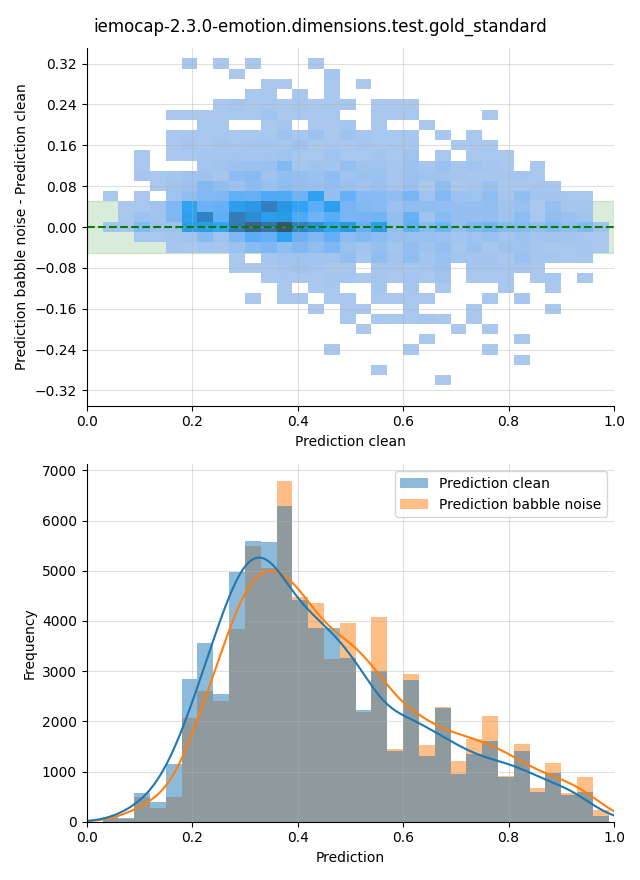 iemocap-2.3.0-emotion.dimensions.test.gold_standard
0.32
0.24
0.16
0.08
0.00
−0.08
−0.16
−0.24
−0.32
Prediction babble noise - Prediction clean
0.0 0.2 0.4 0.6 0.8 1.0
Prediction clean
7000
6000
5000
4000
3000
2000
1000
0
Frequency
Prediction clean
Prediction babble noise
0.0 0.2 0.4 0.6 0.8 1.0
Prediction